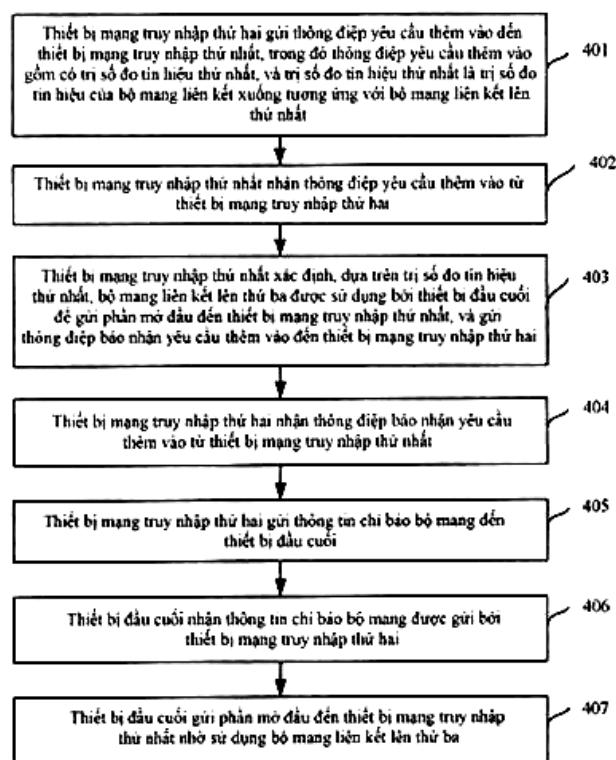 Thiết bị mạng truy nhập thứ hai gửi thông điệp yêu cầu thêm vào đến
thiết bị mạng truy nhập thứ nhất, trong đó thông điệp yêu cầu thêm vào
gồm có trị số đo tín hiệu thứ nhất, và trị số đo tín hiệu thứ nhất là trị số đo
tín hiệu của bộ mang liên kết xuống tương ứng với bộ mang liên kết lên
thứ nhất
401
Thiết bị mạng truy nhập thứ nhất nhận thông điệp yêu cầu thêm vào từ
thiết bị mạng truy nhập thứ hai
402
Thiết bị mạng truy nhập thứ nhất xác định, dựa trên trị số đo tín hiệu
thứ nhất, bộ mang liên kết lên thứ ba được sử dụng bởi thiết bị đầu cuối
để gửi phần mở đầu đến thiết bị mạng truy nhập thứ nhất, và gửi
thông điệp báo nhận yêu cầu thêm vào đến thiết bị mạng truy nhập thứ hai
403
Thiết bị mạng truy nhập thứ hai nhận thông điệp báo nhận yêu cầu
thêm vào từ thiết bị mạng truy nhập thứ nhất
404
Thiết bị mạng truy nhập thứ hai gửi thông tin chỉ báo bộ mang đến
thiết bị đầu cuối
405
Thiết bị đầu cuối nhận thông tin chỉ báo bộ mang được gửi bởi
thiết bị mạng truy nhập thứ hai
406
Thiết bị đầu cuối gửi phần mở đầu đến thiết bị mạng truy nhập
thứ nhất nhờ sử dụng bộ mang liên kết lên thứ ba
407